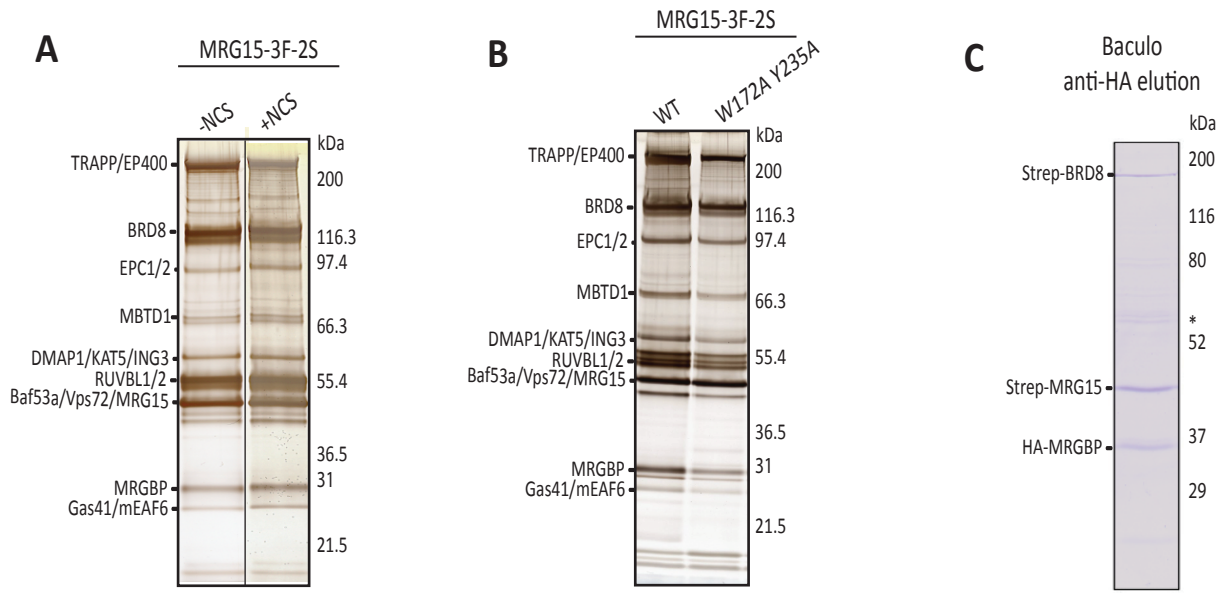 A
MRG15-3F-2S
-NCS
+NCS
kDa
TRAPP/EP400
200
BRD8
116.3
97.4
EPC1/2
MBTD1
66.3
DMAP1/KAT5/ING3
RUVBL1/2
55.4
Baf53a/Vps72/MRG15
36.5
31
MRGBP
Gas41/mEAF6
21.5
B
MRG15-3F-2S
WT
W172A Y235A
kDa
TRAPP/EP400
200
BRD8
116.3
EPC1/2
97.4
MBTD1
66.3
DMAP1/KAT5/ING3
RUVBL1/2
55.4
Baf53a/Vps72/MRG15
36.5
MRGBP
31
Gas41/mEAF6
21.5
C
Baculo
anti-HA elution
kDa
200
Strep-BRD8
116
80
*
52
Strep-MRG15
37
HA-MRGBP
29